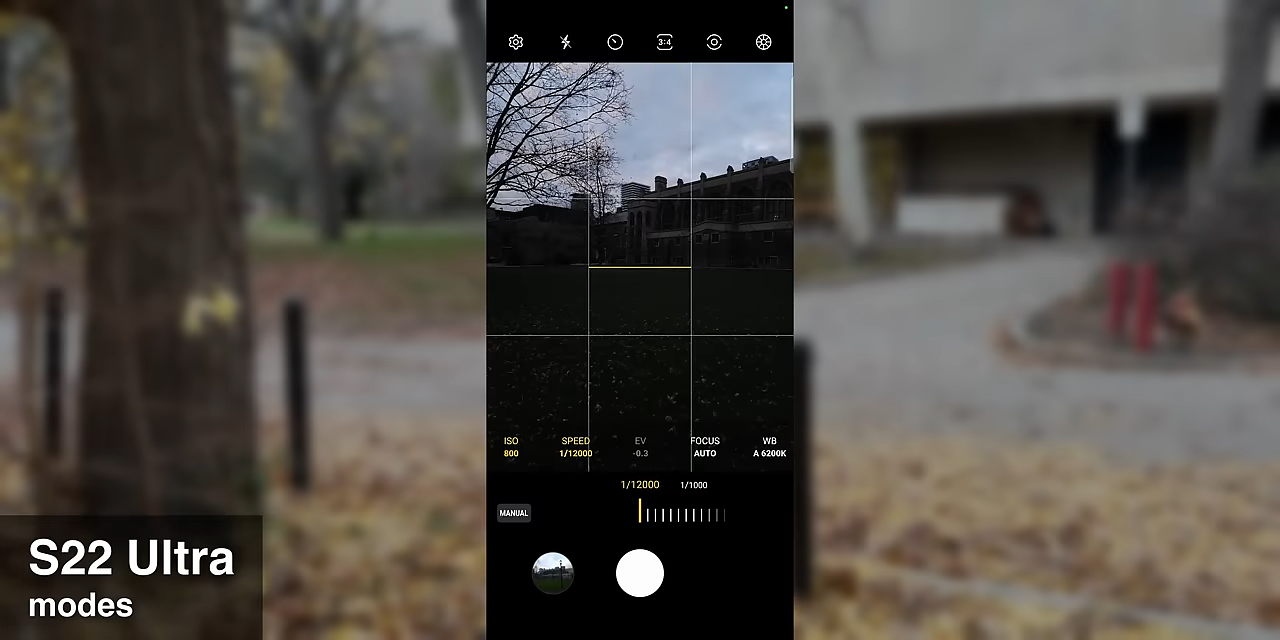 3:4
ISO SPEED EV FOCUS WB
800 1/12000 -0.3 AUTO A 6200K
1/12000 1/1000
MANUAL
S22 Ultra
modes